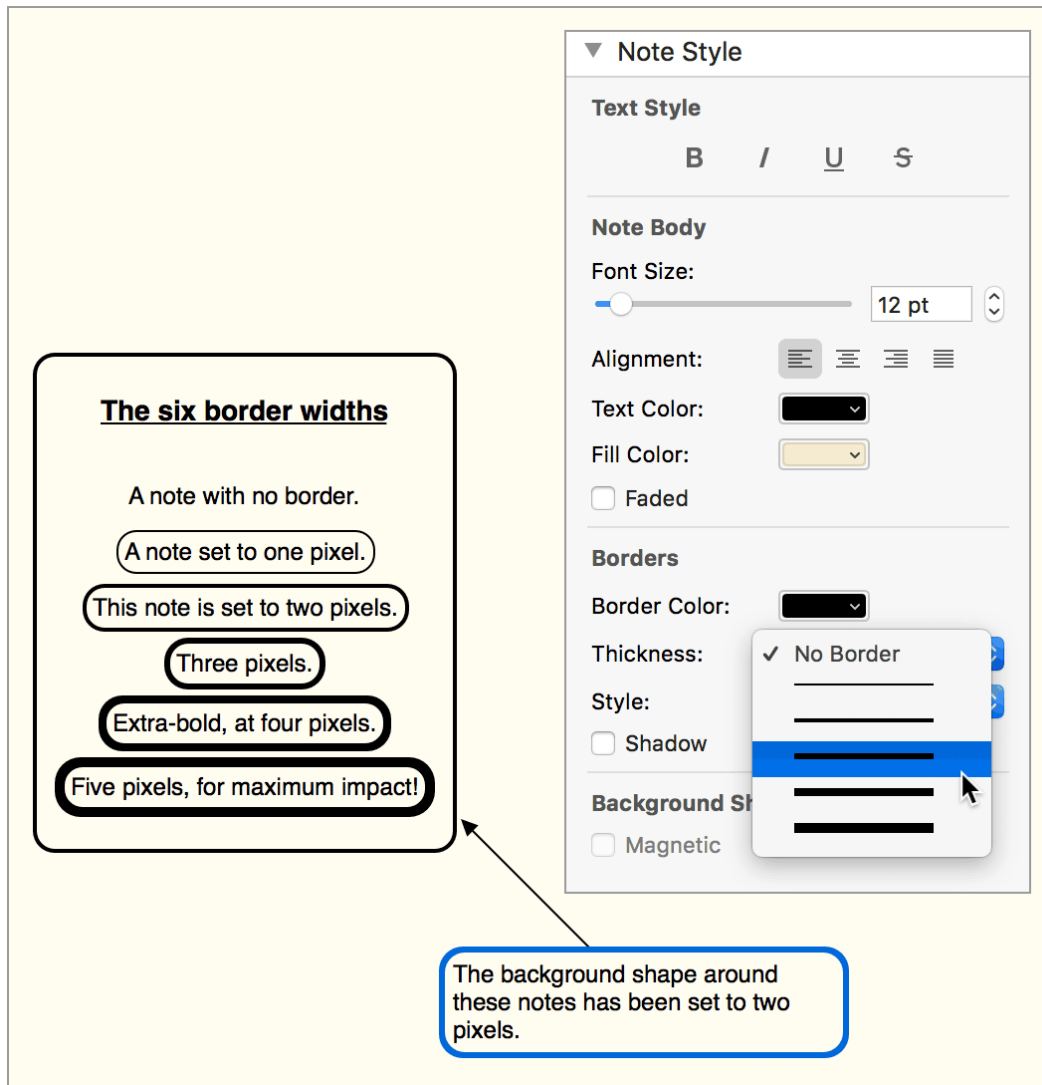 Note Style
Text Style
B I U S
Note Body
Font Size:
12 pt
Alignment:
Text Color:
Fill Color:
Faded
Borders
Border Color:
Thickness:
No Border
Style:
Shadow
Background Sh
Magnetic
The six border widths
A note with no border.
A note set to one pixel.
This note is set to two pixels.
Three pixels.
Extra-bold, at four pixels.
Five pixels, for maximum impact!
The background shape around
these notes has been set to two
pixels.